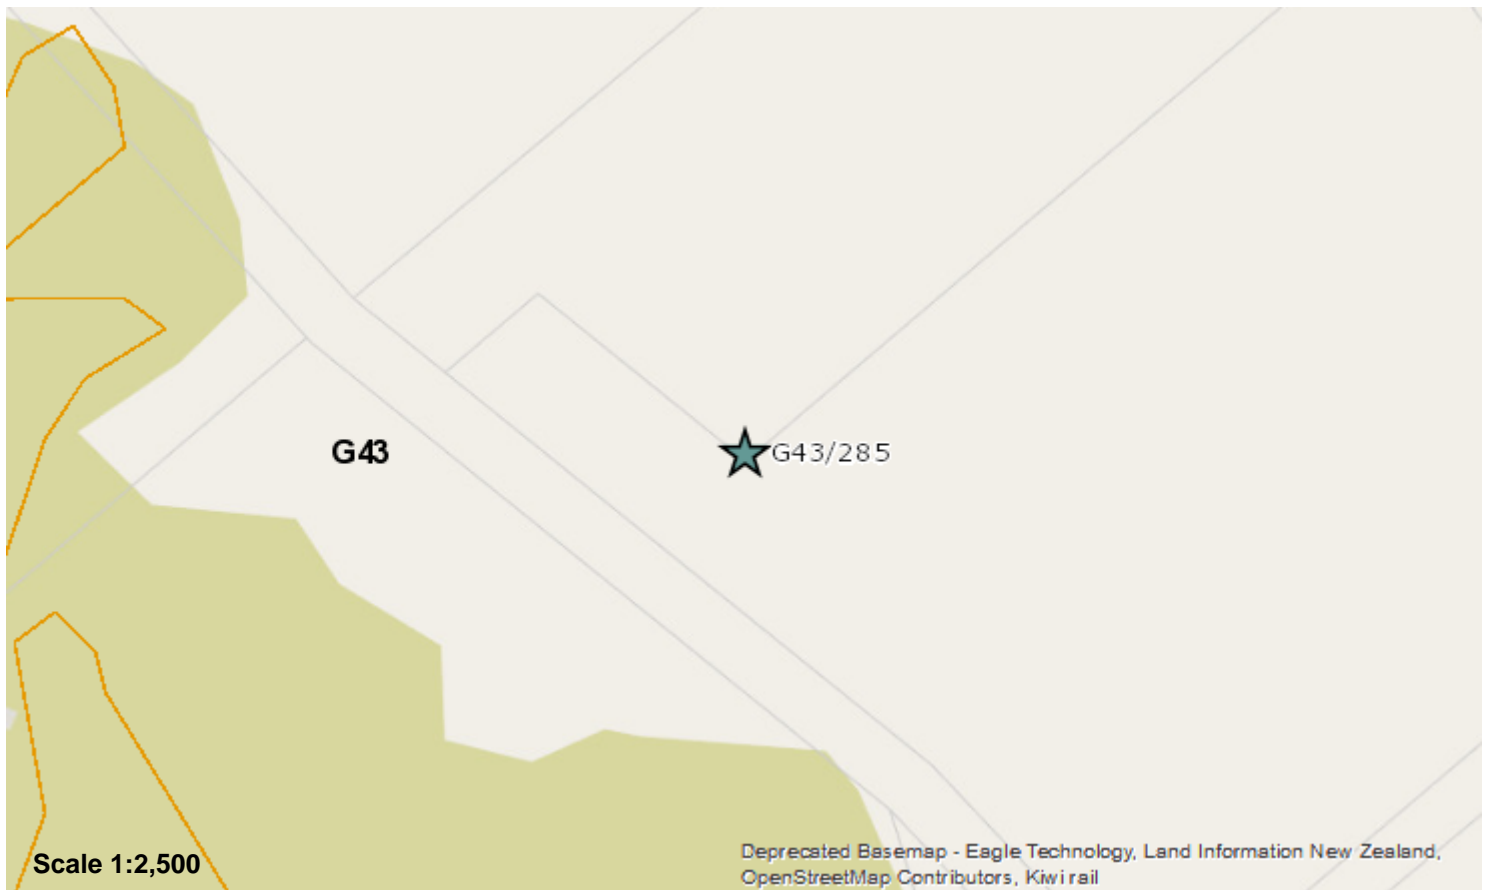 G43
G43/285
Scale 1:2,500
Deprecated Basemap - Eagle Technology, Land Information New Zealand,
OpenStreetMap Contributors, Kiwirail